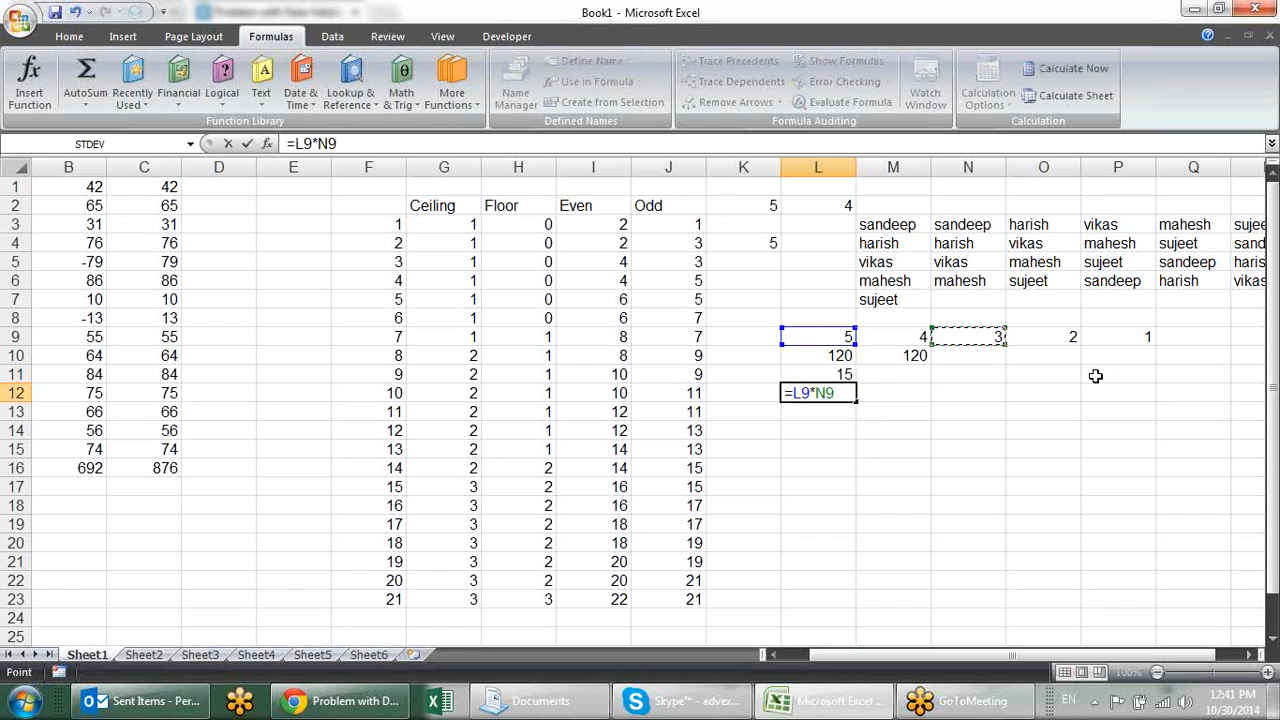 Book1 - Microsoft Excel
Home Insert Page Layout Formulas Data Review View Developer
fx Insert Function
Σ AutoSum
Recently Used
Financial
Logical
Text
Date & Time
Lookup & Reference
Math & Trig
More Functions
Function Library
Name Manager
Define Name
Use in Formula
Create from Selection
Defined Names
Trace Precedents
Trace Dependents
Remove Arrows
Show Formulas
Error Checking
Evaluate Formula
Formula Auditing
Watch Window
Calculation Options
Calculate Now
Calculate Sheet
Calculation
STDEV fx =L9*N9
B C D E F G H I J K L M N O P Q
1 42 42
2 65 65 Ceiling Floor Even Odd 5 4
3 31 31 1 1 0 2 1 sandeep sandeep harish vikas mahesh sujee
4 76 76 2 1 0 2 3 5 harish harish vikas mahesh sujeet sand
5 -79 79 3 1 0 4 3 vikas vikas mahesh sujeet sandeep haris
6 86 86 4 1 0 4 5 mahesh mahesh sujeet sandeep harish vikas
7 10 10 5 1 0 6 5 sujeet
8 -13 13 6 1 0 6 7
9 55 55 7 1 1 8 7 5 4 3 2 1
10 64 64 8 2 1 8 9 120 120
11 84 84 9 2 1 10 9 15
12 75 75 10 2 1 10 11 =L9*N9
13 66 66 11 2 1 12 11
14 56 56 12 2 1 12 13
15 74 74 13 2 1 14 13
16 692 876 14 2 2 14 15
17 15 3 2 16 15
18 16 3 2 16 17
19 17 3 2 18 17
20 18 3 2 18 19
21 19 3 2 20 19
22 20 3 2 20 21
23 21 3 3 22 21
24
25
Sheet1 Sheet2 Sheet3 Sheet4 Sheet5 Sheet6
Point 100%
Sent Items - Per... Problem with D... Documents Skype™ - advex... Microsoft Excel ... GoToMeeting EN 2:41 PM
10/30/2014